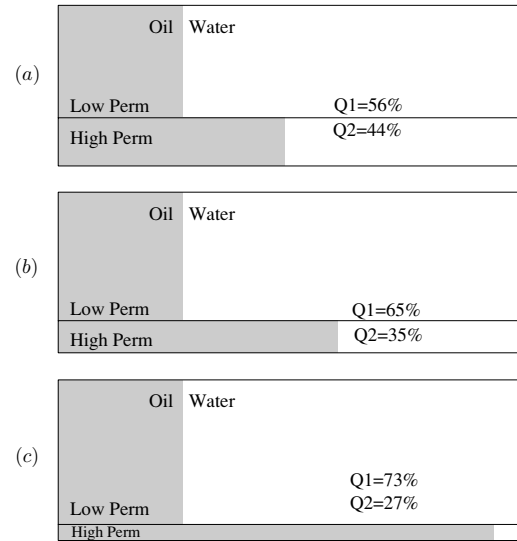 Oil Water
(a)
Low Perm Q1=56%
High Perm Q2=44%
Oil Water
(b)
Low Perm Q1=65%
High Perm Q2=35%
Oil Water
(c)
Q1=73%
Low Perm Q2=27%
High Perm